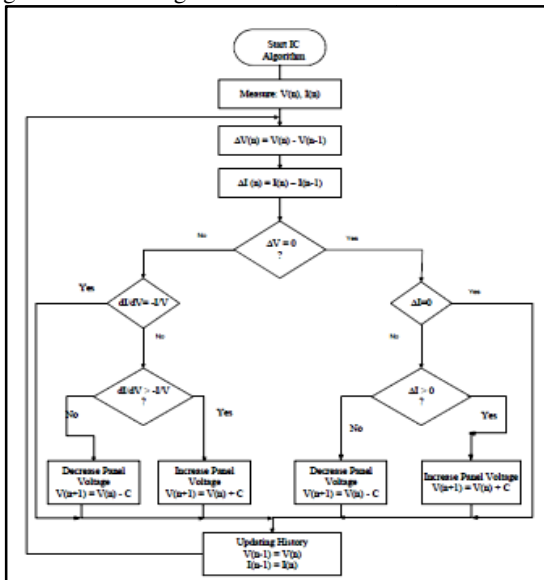 Start IC
Algorithm
Measure: V(n), I(n)
ΔV(n) = V(n) - V(n-1)
ΔI (n) = I(n) – I(n-1)
ΔV = 0
?
No
Yes
Yes
dI/dV= -I/V
ΔI=0
Yes
No
No
dI/dV > -I/V
?
ΔI > 0
?
No
Yes
No
Yes
Decrease Panel
Voltage
V(n+1) = V(n) - C
Increase Panel
Voltage
V(n+1) = V(n) + C
Decrease Panel
Voltage
V(n+1) = V(n) - C
Increase Panel Voltage
V(n+1) = V(n) + C
Updating History
V(n-1) = V(n)
I(n-1) = I(n)